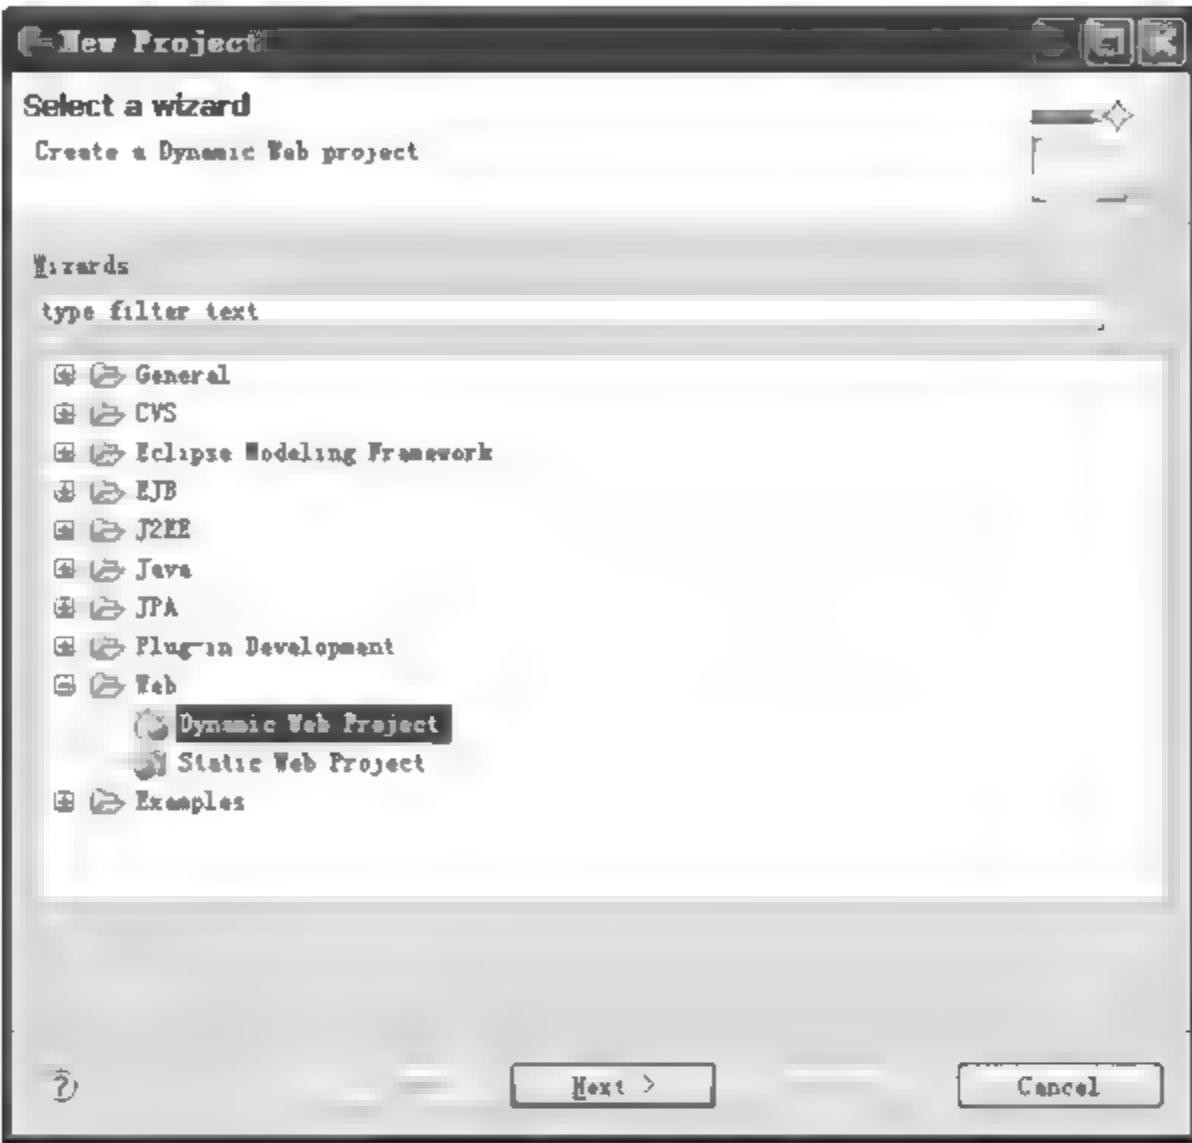 New Project
Select a wizard
Create a Dynamic Web project
Wizards
type filter text
General
CVS
Eclipse Modeling Framework
EJB
J2EE
Java
JPA
Plug-in Development
Web
Dynamic Web Project
Static Web Project
Examples
?
Next >
Cancel